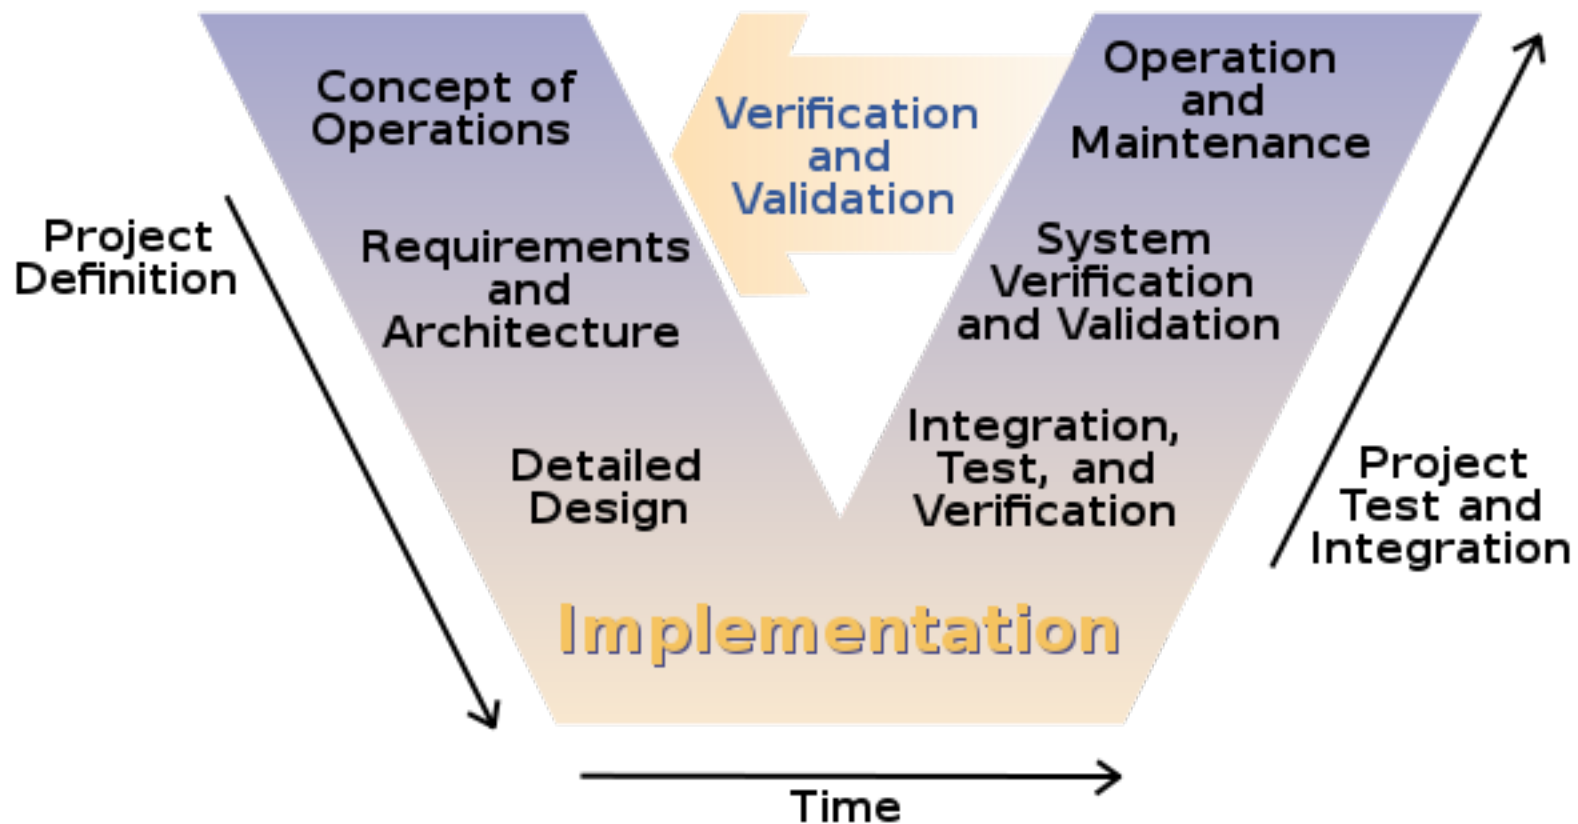 Concept of
Operations
Verification
and
Validation
Operation
and
Maintenance
Project
Definition
Requirements
and
Architecture
System
Verification
and Validation
Detailed
Design
Integration,
Test, and
Verification
Project
Test and
Integration
Implementation
Time